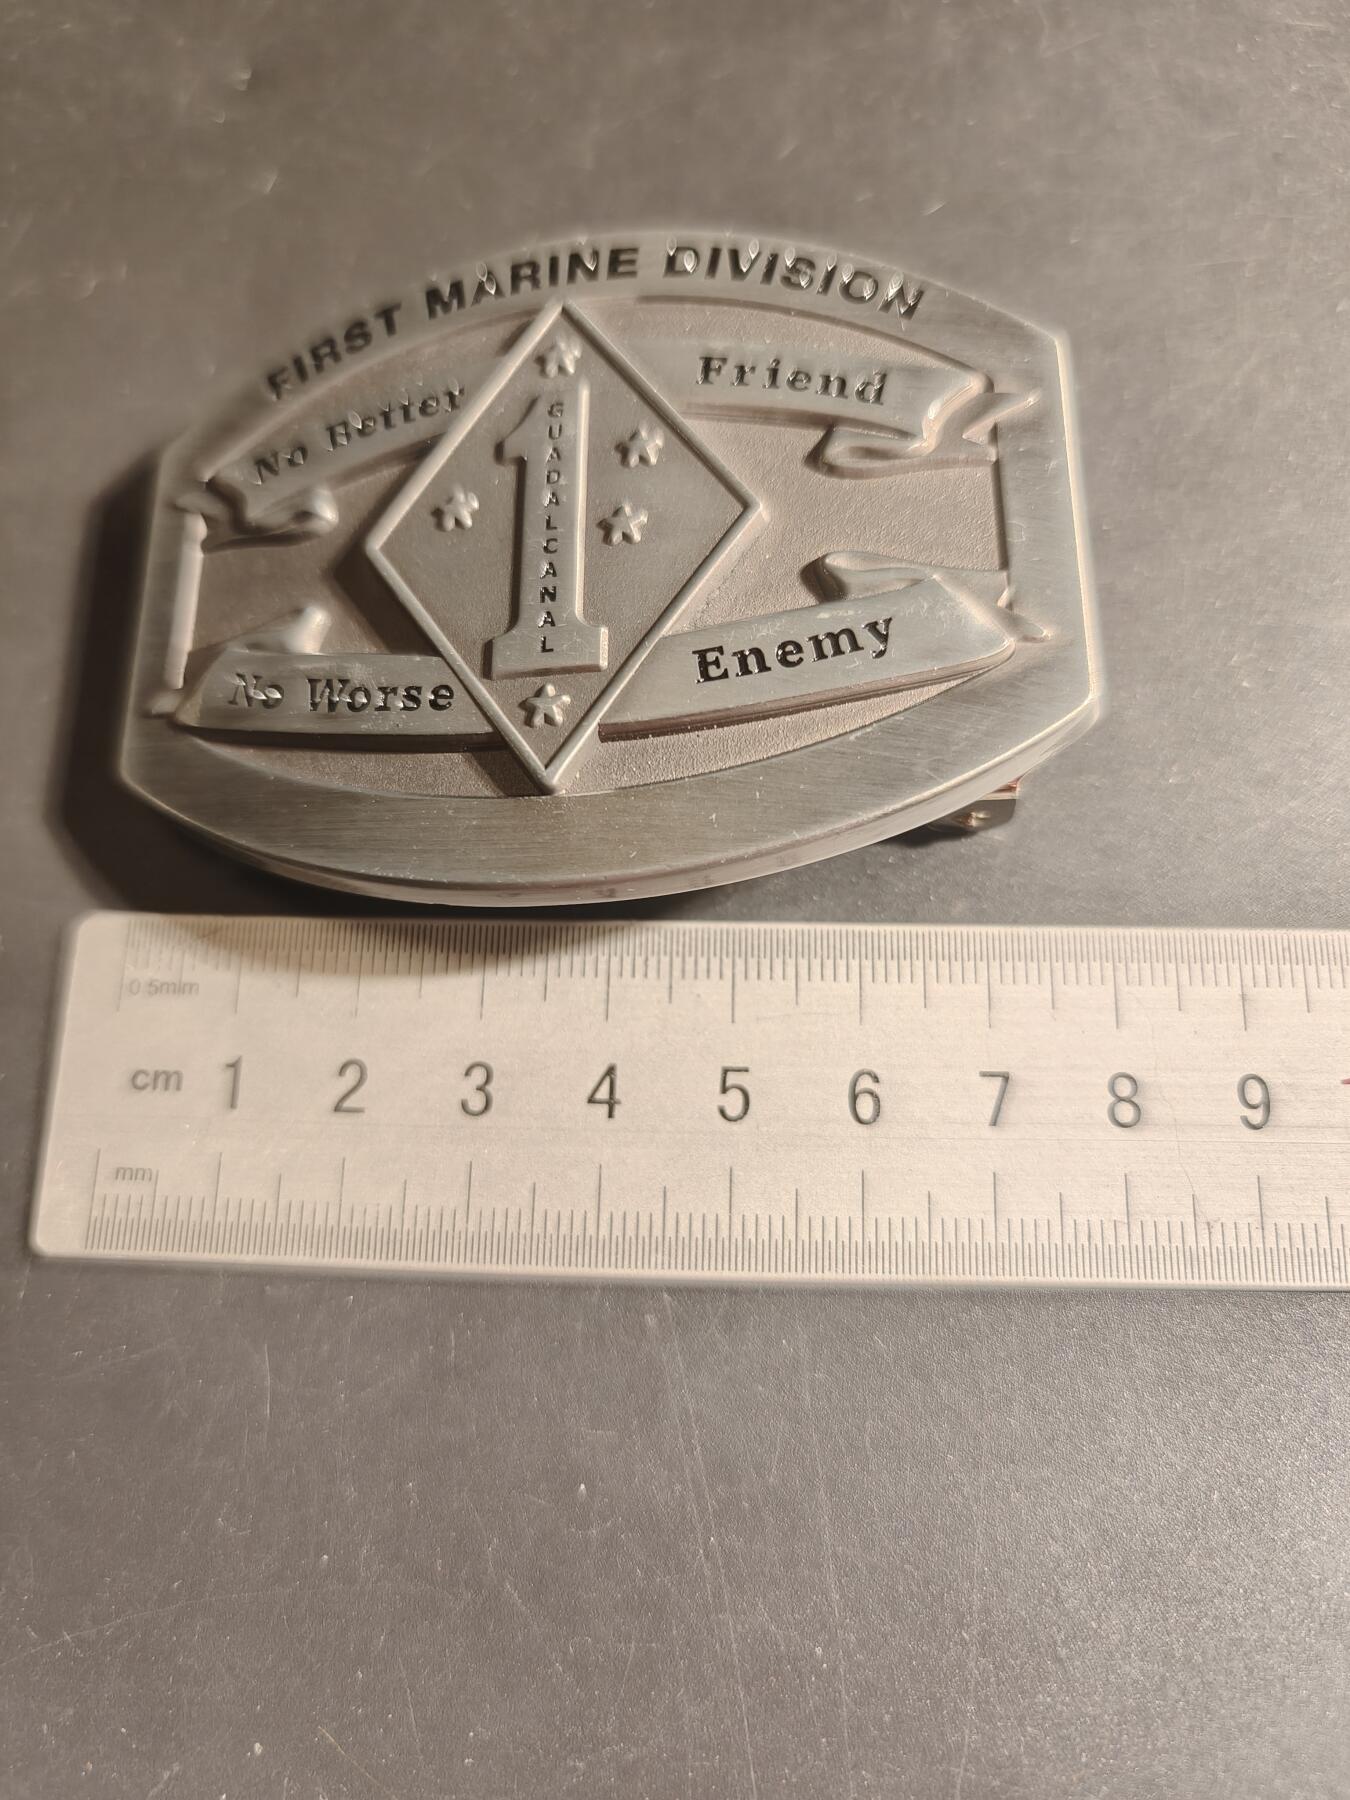 FIRST MARINE DIVISION
No Better Friend
1
GUADALCANAL
No Worse Enemy
0.5mm
cm 1 2 3 4 5 6 7 8 9
mm